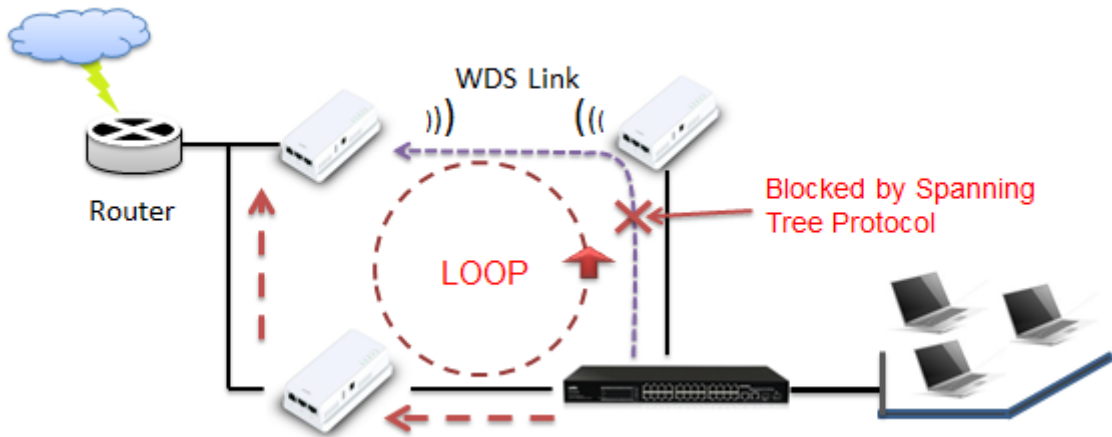 WDS Link
Router
Blocked by Spanning
Tree Protocol
LOOP